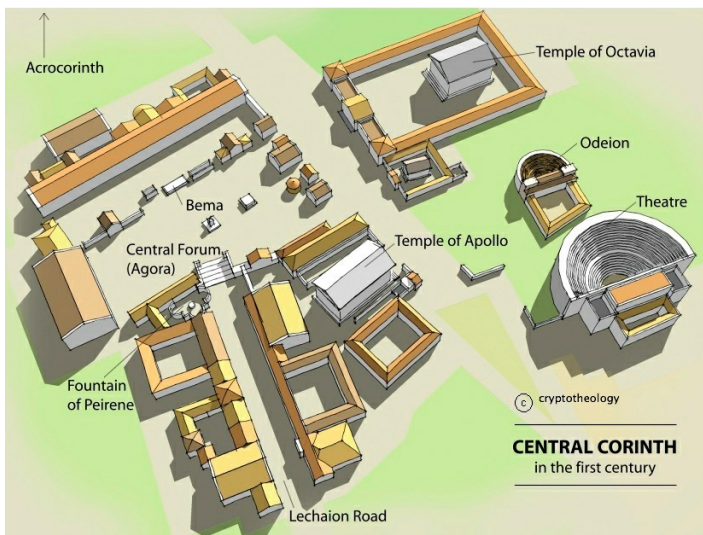 Acrocorinth
Temple of Octavia
Odeion
Theatre
Bema
Central Forum
(Agora)
Temple of Apollo
Fountain
of Peirene
Lechaion Road
c cryptotheology
CENTRAL CORINTH
in the first century